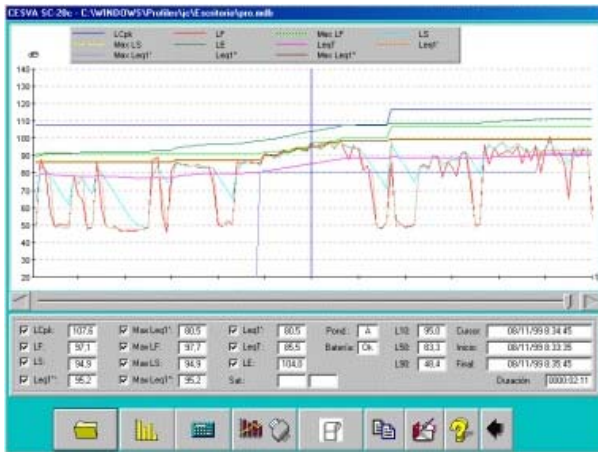 CESVA SC-20c - C:\WINDOWS\Profiles\jc\Escritorio\pro.mdb
LCpk LF Max LF LS
Max LS LE LeqT Leq1'
Max Leq1' Leq1" Max Leq1"
dB
140
130
120
110
100
90
80
70
60
50
40
30
20
LCpk: 107,6 Max Leq1': 80,5 Leq1': 80,5 Pond.: A L10: 95,0 Cursor: 08/11/99 8:34:45
LF: 97,1 Max LF: 97,7 LeqT: 85,5 Batería: Ok. L50: 83,3 Inicio: 08/11/99 8:33:35
LS: 94,9 Max LS: 94,9 LE: 104,0 L90: 48,4 Final: 08/11/99 8:35:45
Leq1": 95,2 Max Leq1": 95,2 Sat.: Duración 0000:02:11